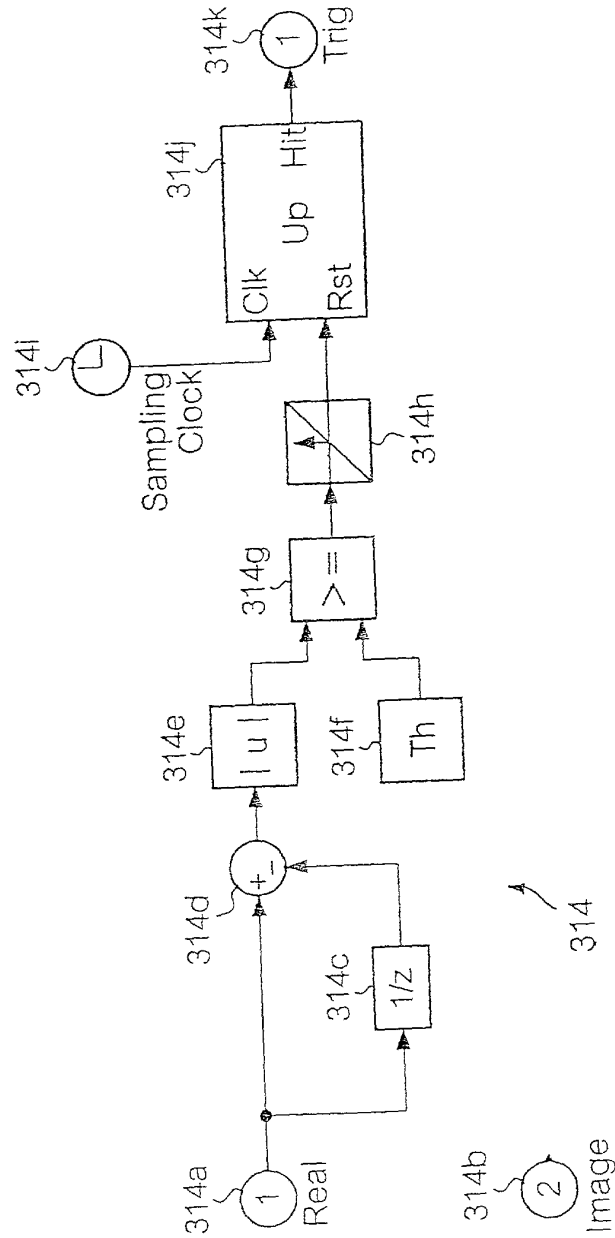 314a
1
Real
314b
2
Image
314c
1/z
314d
+
–
314e
| u |
314f
Th
314g
>=
314h
314i
Sampling
Clock
314j
Clk
Up
Hit
Rst
314k
1
Trig
314